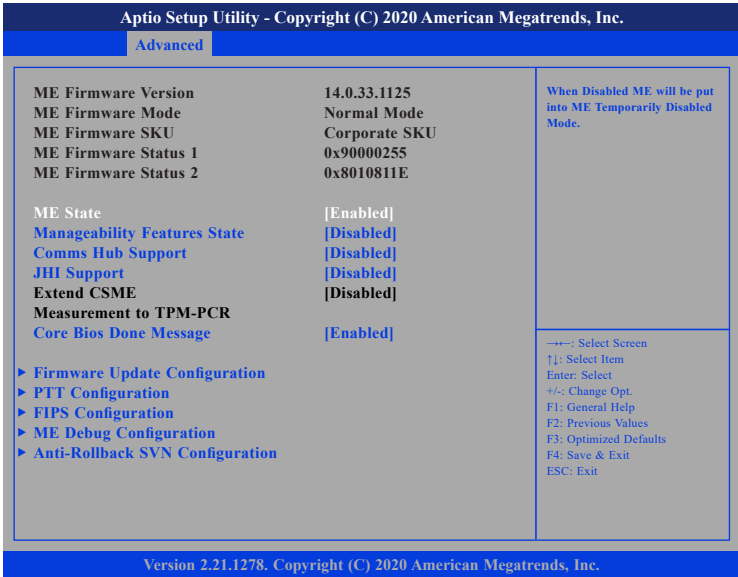 Aptio Setup Utility - Copyright (C) 2020 American Megatrends, Inc.
Advanced
ME Firmware Version 14.0.33.1125
ME Firmware Mode Normal Mode
ME Firmware SKU Corporate SKU
ME Firmware Status 1 0x90000255
ME Firmware Status 2 0x8010811E
ME State [Enabled]
Manageability Features State [Disabled]
Comms Hub Support [Disabled]
JHI Support [Disabled]
Extend CSME [Disabled]
Measurement to TPM-PCR
Core Bios Done Message [Enabled]
Firmware Update Configuration
PTT Configuration
FIPS Configuration
ME Debug Configuration
Anti-Rollback SVN Configuration
When Disabled ME will be put
into ME Temporarily Disabled
Mode.
→←: Select Screen
↑↓: Select Item
Enter: Select
+/-: Change Opt.
F1: General Help
F2: Previous Values
F3: Optimized Defaults
F4: Save & Exit
ESC: Exit
Version 2.21.1278. Copyright (C) 2020 American Megatrends, Inc.